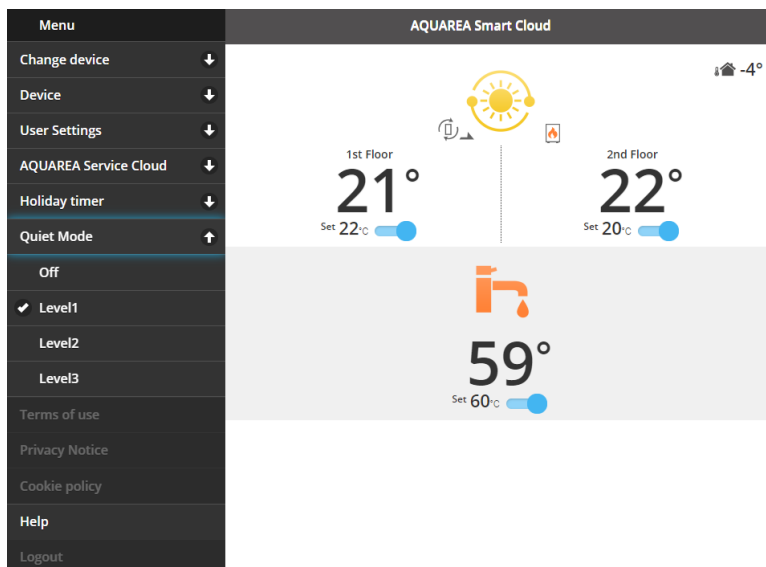 Menu
AQUAREA Smart Cloud
Change device
Device
User Settings
AQUAREA Service Cloud
Holiday timer
Quiet Mode
Off
Level1
Level2
Level3
Terms of use
Privacy Notice
Cookie policy
Help
Logout
-4°
1st Floor
21°
Set 22°C
2nd Floor
22°
Set 20°C
59°
Set 60°C